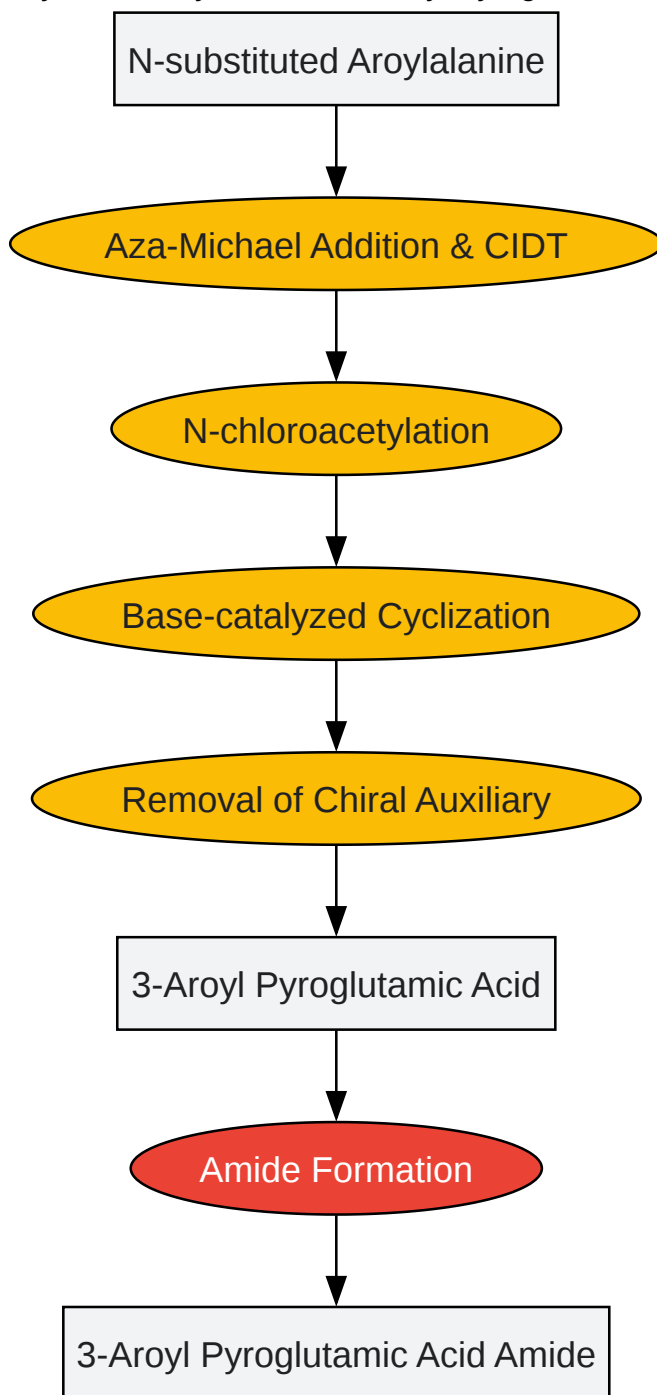 N-substituted Aroylalanine
Aza-Michael Addition & CIDT
N-chloroacetylation
Base-catalyzed Cyclization
Removal of Chiral Auxiliary
3-Aroyl Pyroglutamic Acid
Amide Formation
3-Aroyl Pyroglutamic Acid Amide